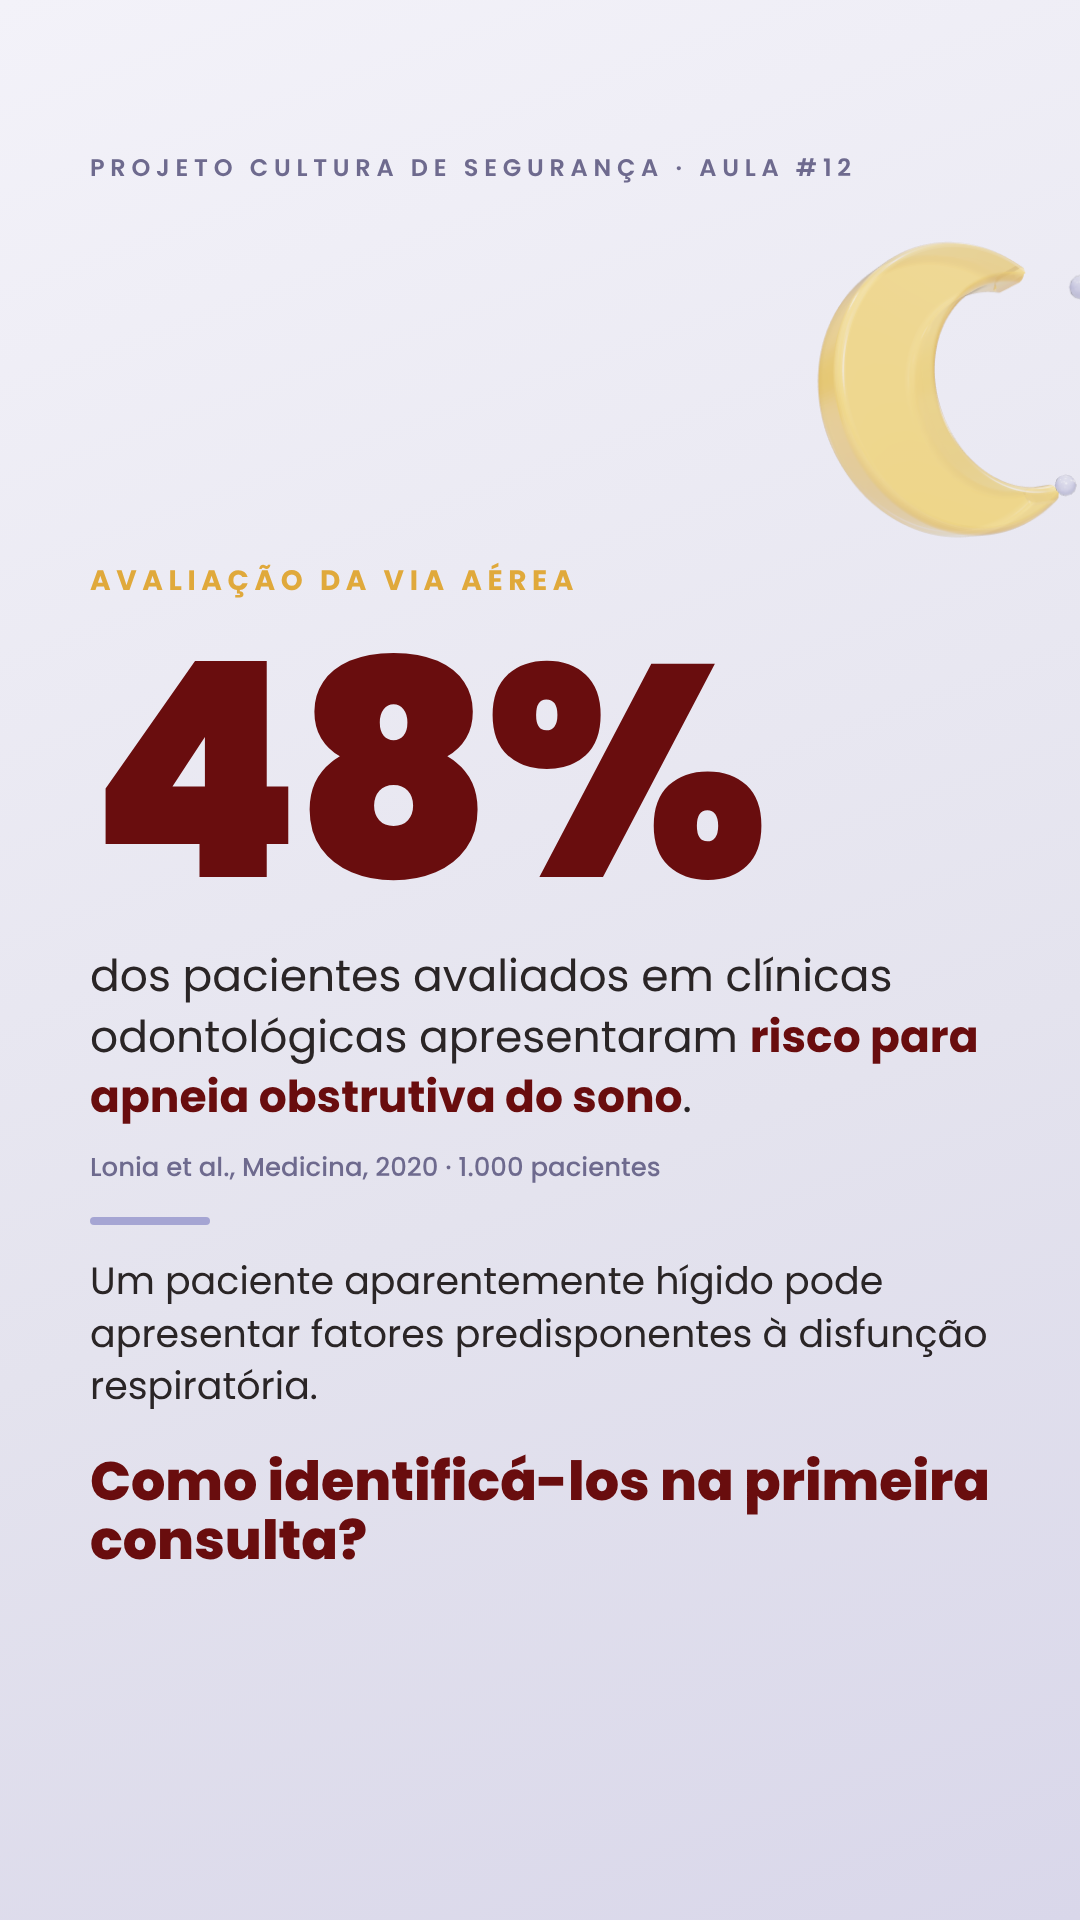 PROJETO CULTURA DE SEGURANÇA · AULA #12
AVALIAÇÃO DA VIA AÉREA
48%
dos pacientes avaliados em clínicas
odontológicas apresentaram risco para
apneia obstrutiva do sono.
Lonia et al., Medicina, 2020 · 1.000 pacientes
Um paciente aparentemente hígido pode
apresentar fatores predisponentes à disfunção
respiratória.
Como identificá-los na primeira
consulta?